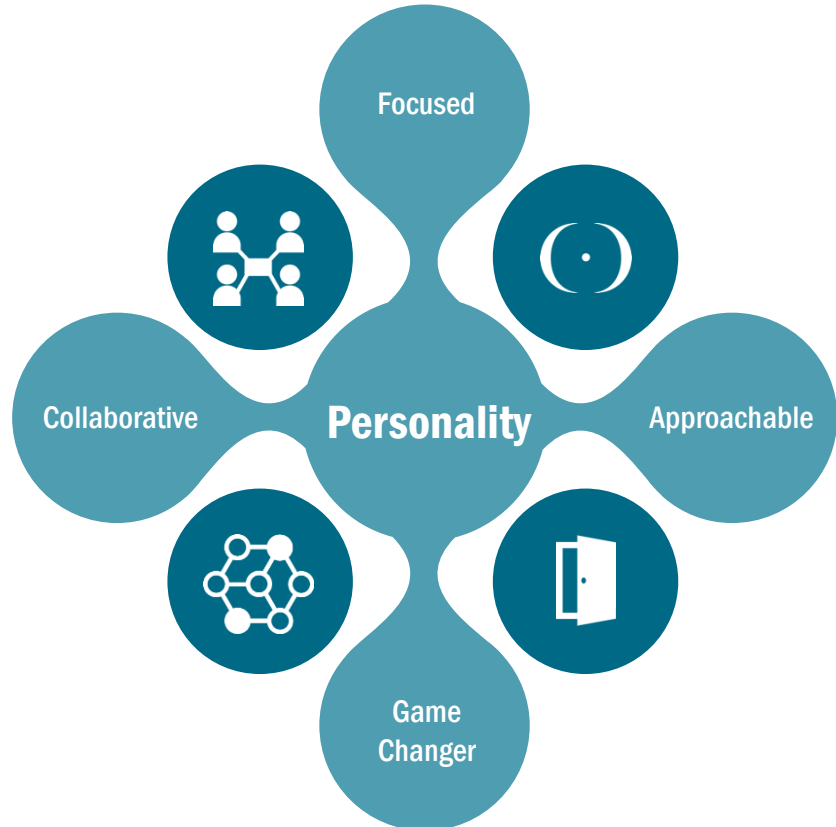 Focused
Collaborative
Personality
Approachable
Game
Changer